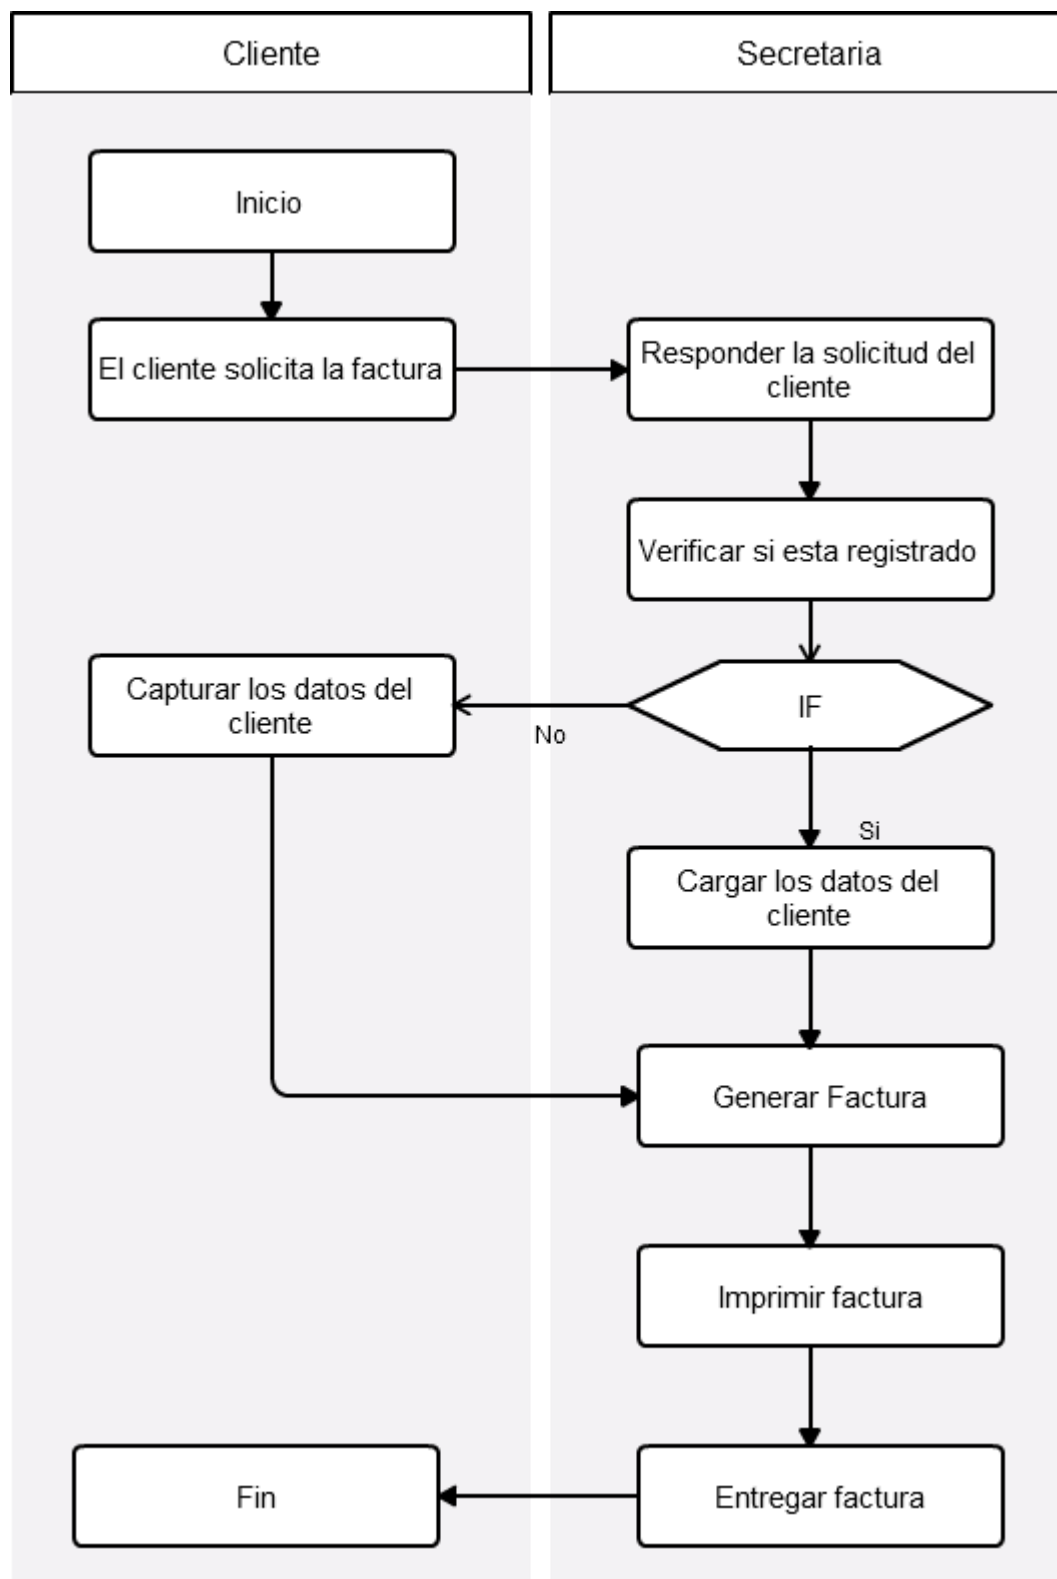 Cliente
Secretaria
Inicio
El cliente solicita la factura
Responder la solicitud del
cliente
Verificar si esta registrado
Capturar los datos del
cliente
IF
No
Si
Cargar los datos del
cliente
Generar Factura
Imprimir factura
Fin
Entregar factura